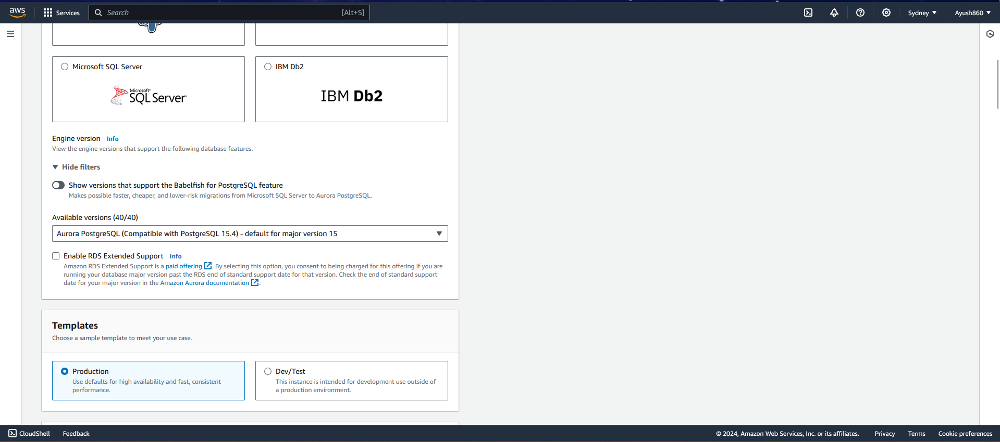 aws
Services
Search
[Alt+S]
Sydney
Ayush860
Microsoft SQL Server
IBM Db2
Microsoft®
SQL Server
IBM Db2
Engine version Info
View the engine versions that support the following database features.
Hide filters
Show versions that support the Babelfish for PostgreSQL feature
Makes possible faster, cheaper, and lower-risk migrations from Microsoft SQL Server to Aurora PostgreSQL.
Available versions (40/40)
Aurora PostgreSQL (Compatible with PostgreSQL 15.4) - default for major version 15
Enable RDS Extended Support Info
Amazon RDS Extended Support is a paid offering. By selecting this option, you consent to being charged for this offering if you are
running your database major version past the RDS end of standard support date for that version. Check the end of standard support
date for your major version in the Amazon Aurora documentation.
Templates
Choose a sample template to meet your use case.
Production
Use defaults for high availability and fast, consistent
performance.
Dev/Test
This instance is intended for development use outside of
a production environment.
CloudShell
Feedback
© 2024, Amazon Web Services, Inc. or its affiliates.
Privacy
Terms
Cookie preferences